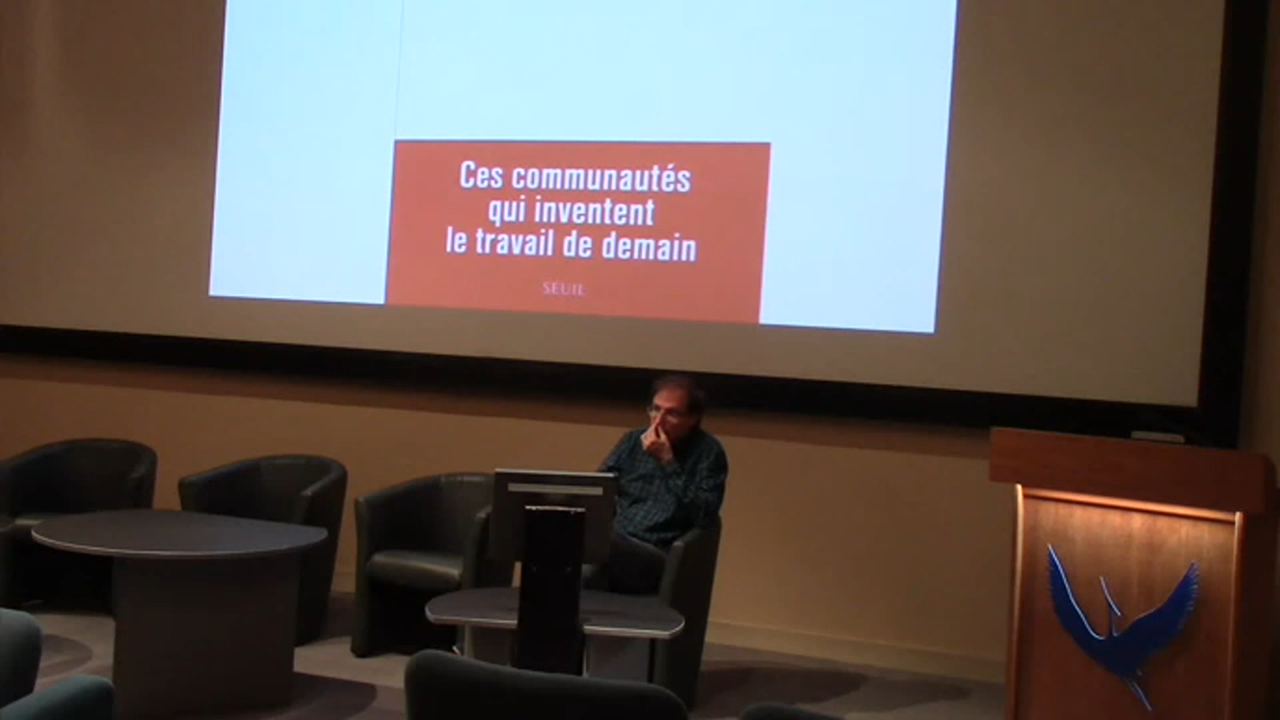 Ces communautés
qui inventent
le travail de demain
SEUIL